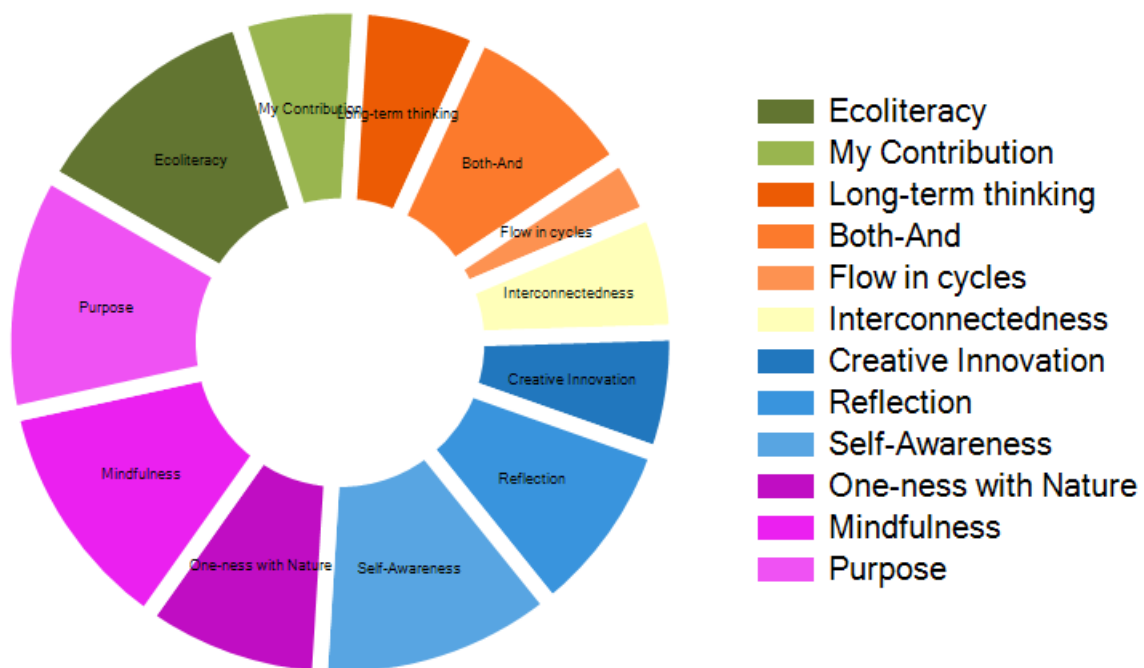 My Contribution
Long-term thinking
Ecoliteracy
Both-And
Flow in cycles
Purpose
Interconnectedness
Creative Innovation
Mindfulness
Reflection
One-ness with Nature
Self-Awareness
Ecoliteracy
My Contribution
Long-term thinking
Both-And
Flow in cycles
Interconnectedness
Creative Innovation
Reflection
Self-Awareness
One-ness with Nature
Mindfulness
Purpose